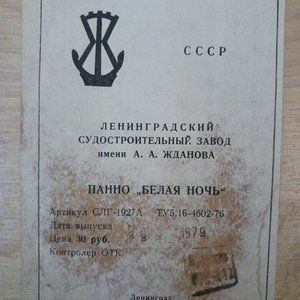 СССР
ЛЕНИНГРАДСКИЙ
СУДОСТРОИТЕЛЬНЫЙ ЗАВОД
имени А. А. ЖДАНОВА
ПАННО „БЕЛАЯ НОЧЬ“
Артикул СЛГ-1927А ТУ5.16-4602-76
Дата выпуска 1979
Цена 30 руб.
Контролер ОТК
Ленинград